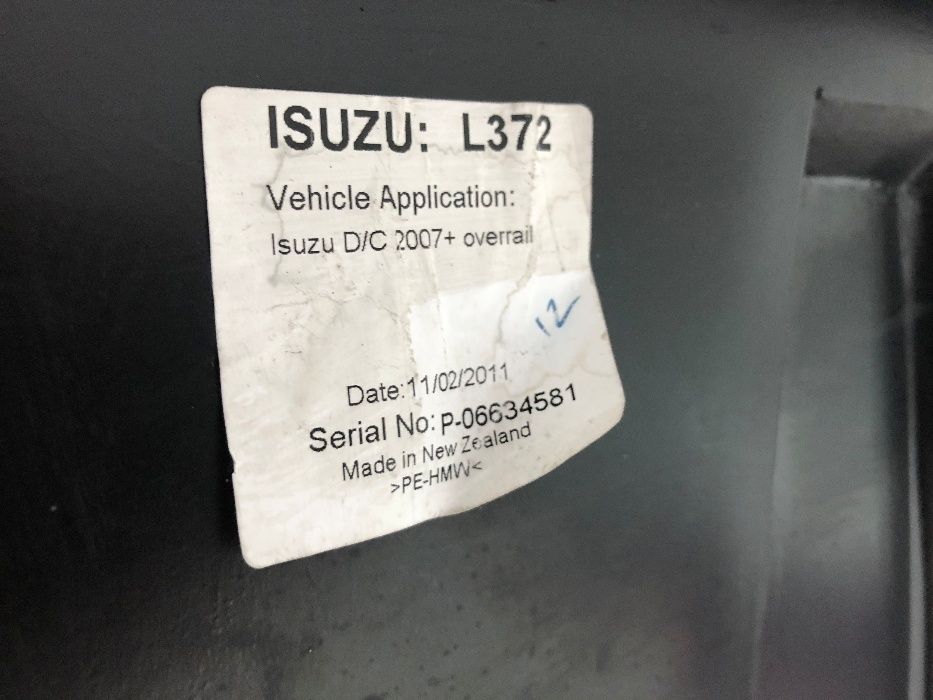 ISUZU: L372
Vehicle Application:
Isuzu D/C 2007+ overrail
12
Date:11/02/2011
Serial No:P-06634581
Made in New Zealand
>PE-HMW<